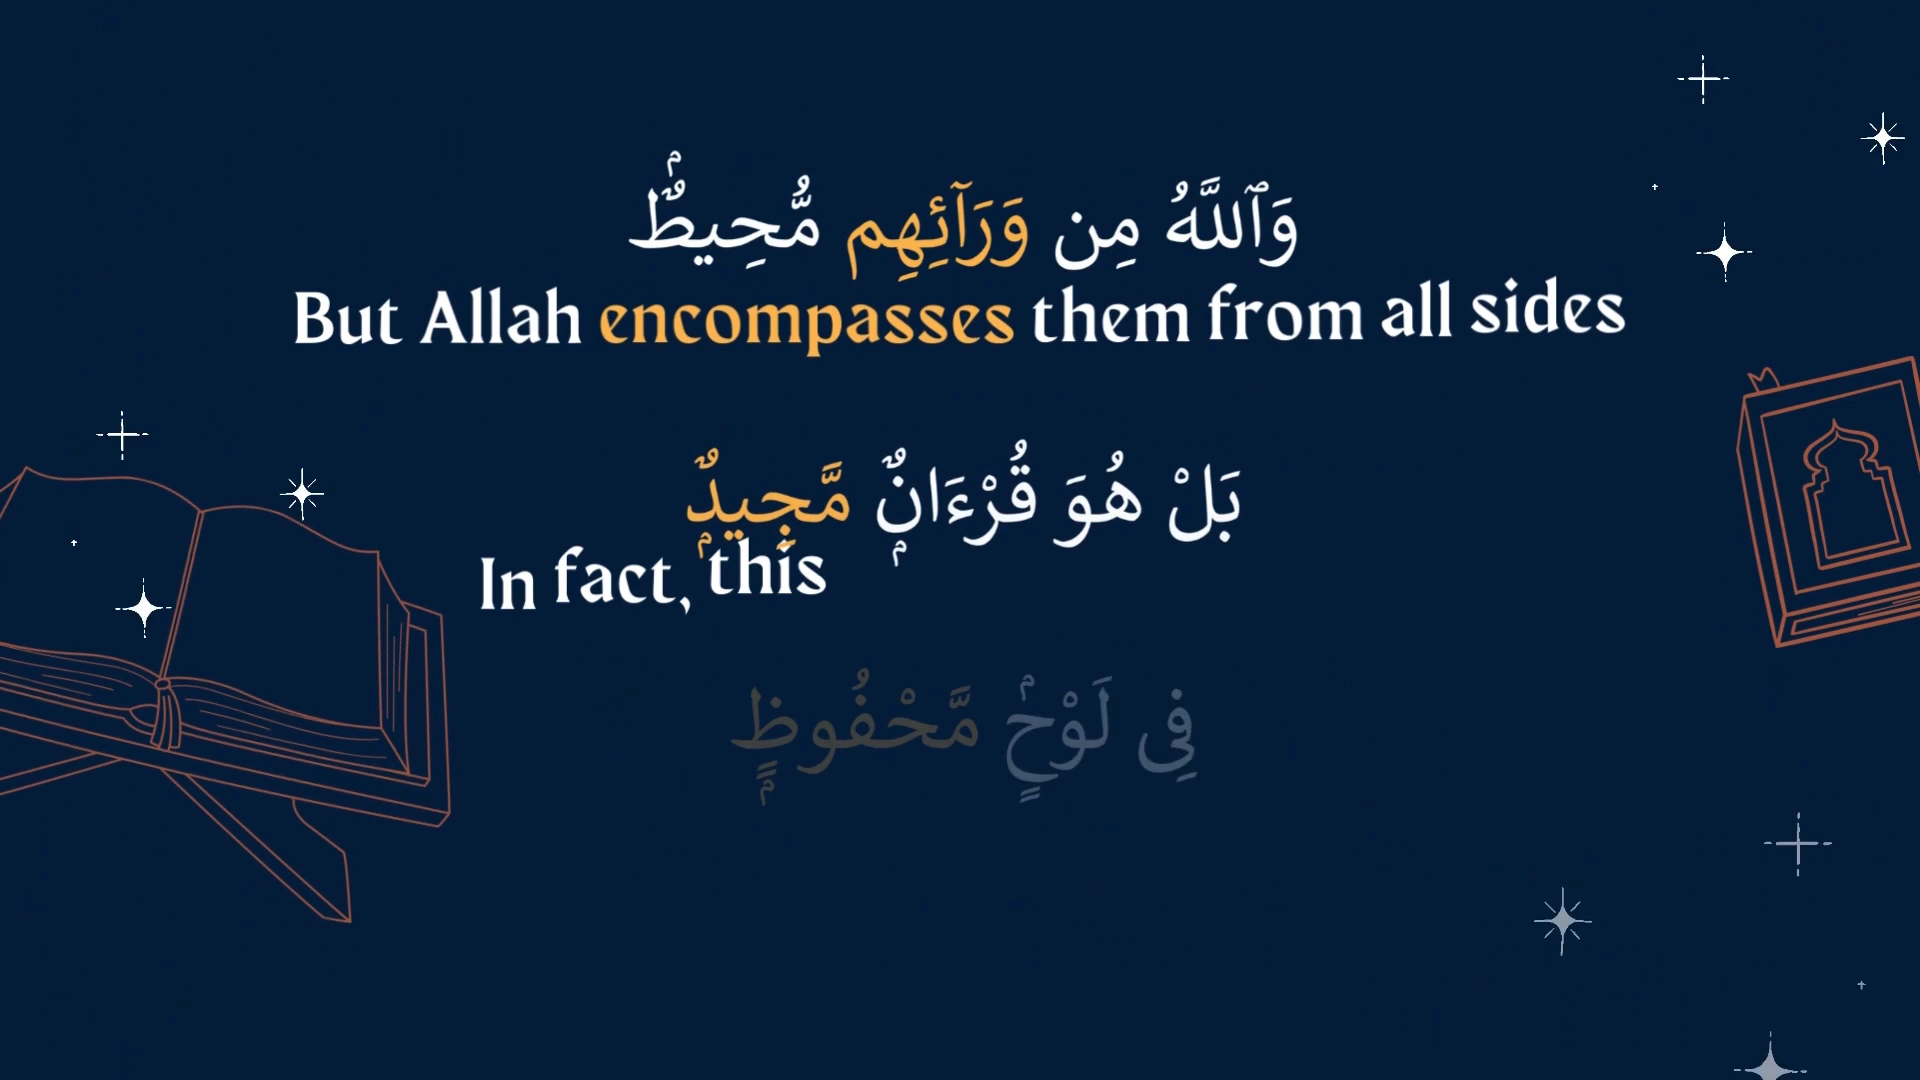 وَٱللَّهُ مِن وَرَآئِهِم مُّحِيطٌۢ
But Allah encompasses them from all sides
بَلْ هُوَ قُرْءَانٌۭ مَّجِيدٌۭ
In fact, this
فِى لَوْحٍۢ مَّحْفُوظٍۭ